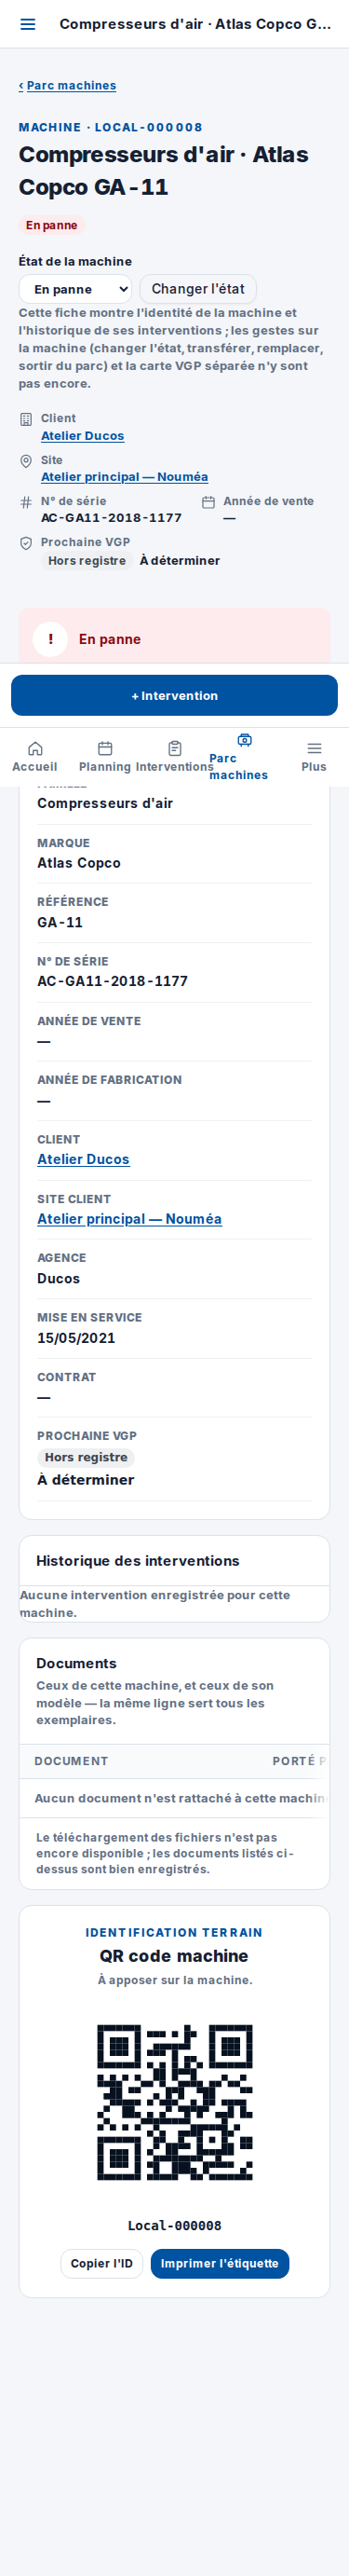 Compresseurs d'air · Atlas Copco G...
‹ Parc machines
MACHINE · LOCAL-000008
Compresseurs d'air · Atlas
Copco GA-11
En panne
État de la machine
En panne
Changer l'état
Cette fiche montre l'identité de la machine et
l'historique de ses interventions ; les gestes sur
la machine (changer l'état, transférer, remplacer,
sortir du parc) et la carte VGP séparée n'y sont
pas encore.
Client
Atelier Ducos
Site
Atelier principal — Nouméa
N° de série
AC-GA11-2018-1177
Année de vente
—
Prochaine VGP
Hors registre À déterminer
! En panne
+ Intervention
Accueil
Planning
Interventions
Parc
machines
Plus
Compresseurs d'air
MARQUE
Atlas Copco
RÉFÉRENCE
GA-11
N° DE SÉRIE
AC-GA11-2018-1177
ANNÉE DE VENTE
—
ANNÉE DE FABRICATION
—
CLIENT
Atelier Ducos
SITE CLIENT
Atelier principal — Nouméa
AGENCE
Ducos
MISE EN SERVICE
15/05/2021
CONTRAT
—
PROCHAINE VGP
Hors registre
À déterminer
Historique des interventions
Aucune intervention enregistrée pour cette
machine.
Documents
Ceux de cette machine, et ceux de son
modèle — la même ligne sert tous les
exemplaires.
DOCUMENT
PORTÉ
Aucun document n'est rattaché à cette machin
Le téléchargement des fichiers n'est pas
encore disponible ; les documents listés ci-
dessus sont bien enregistrés.
IDENTIFICATION TERRAIN
QR code machine
À apposer sur la machine.
Local-000008
Copier l'ID
Imprimer l'étiquette